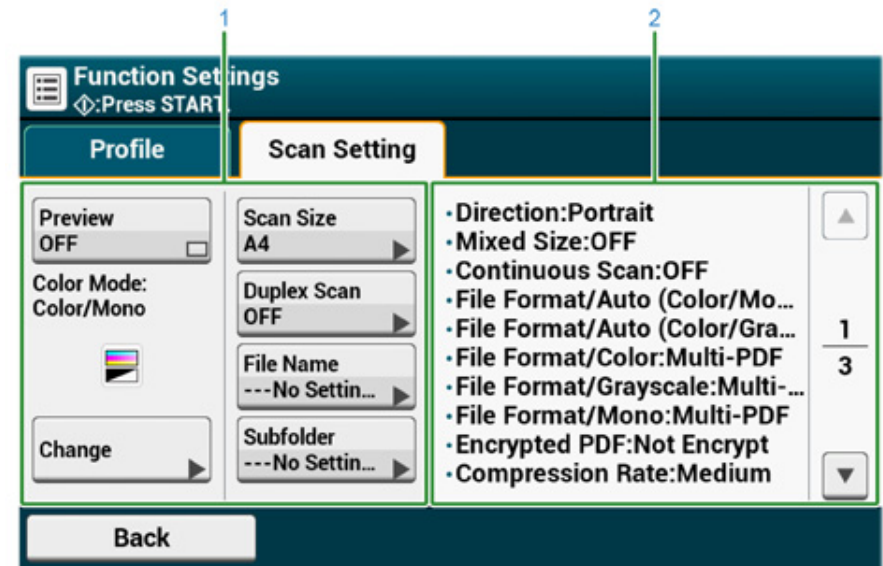 1
2
Function Settings
:Press START.
Profile
Scan Setting
Preview
OFF
Color Mode:
Color/Mono
Change
Scan Size
A4
Duplex Scan
OFF
File Name
---No Settin...
Subfolder
---No Settin...
•Direction:Portrait
•Mixed Size:OFF
•Continuous Scan:OFF
•File Format/Auto (Color/Mo...
•File Format/Auto (Color/Gra...
•File Format/Color:Multi-PDF
•File Format/Grayscale:Multi-...
•File Format/Mono:Multi-PDF
•Encrypted PDF:Not Encrypt
•Compression Rate:Medium
1
3
Back